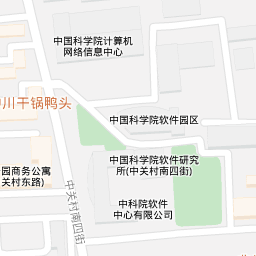 中国科学院计算机
网络信息中心
川干锅鸭头
中国科学院软件园区
中国科学院软件研究
所(中关村南四街)
园商务公寓
关村东路)
中科院软件
中心有限公司
中关村南四街